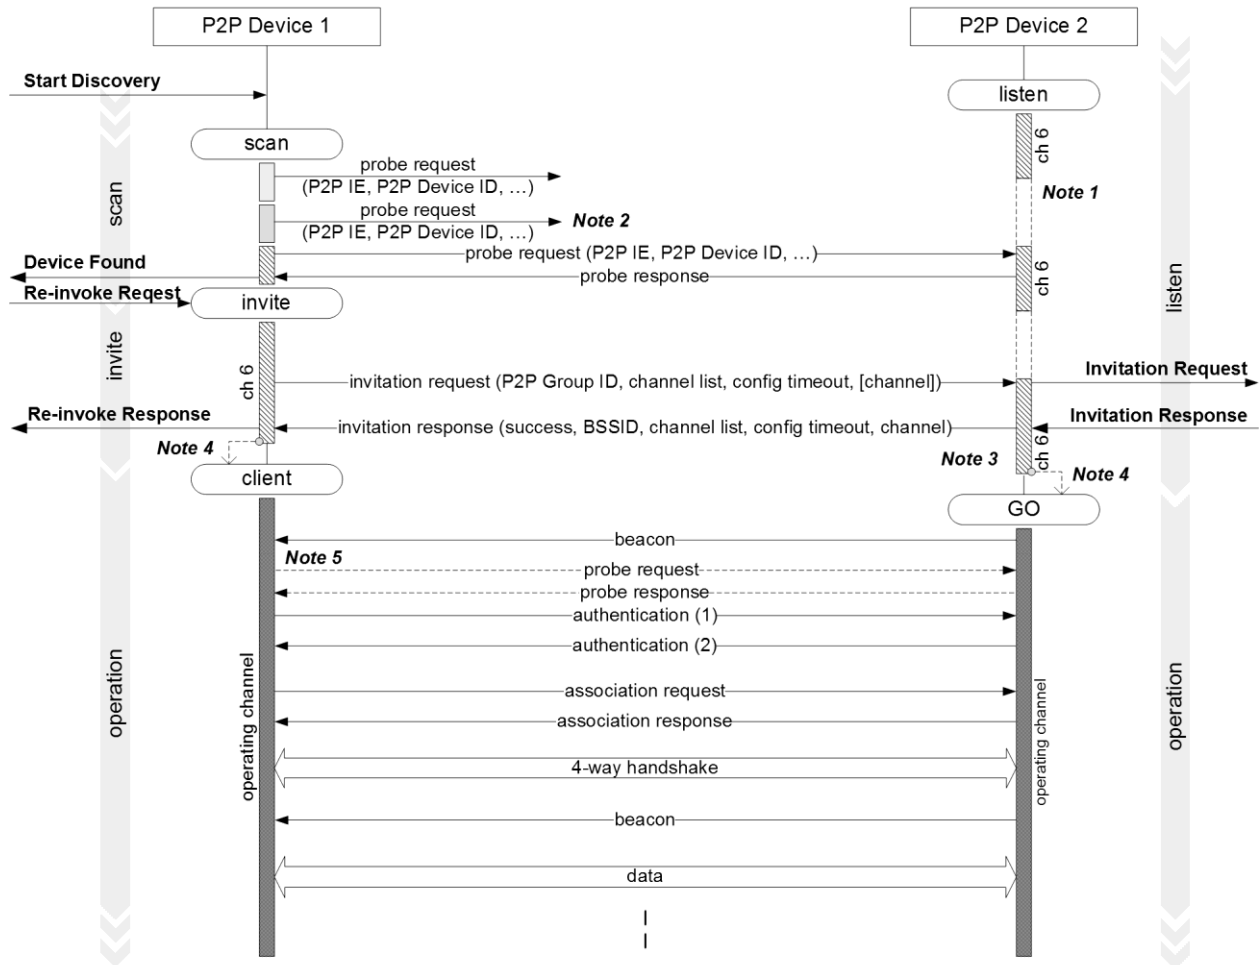 P2P Device 1
P2P Device 2
Start Discovery
listen
scan
ch 6
probe request
(P2P IE, P2P Device ID, …)
Note 1
scan
probe request
(P2P IE, P2P Device ID, …)
Note 2
probe request (P2P IE, P2P Device ID, …)
Device Found
probe response
ch 6
Re-invoke Reqest
invite
listen
invite
ch 6
invitation request (P2P Group ID, channel list, config timeout, [channel])
Invitation Request
Re-invoke Response
invitation response (success, BSSID, channel list, config timeout, channel)
Invitation Response
Note 4
Note 3
ch 6
Note 4
client
GO
beacon
Note 5
probe request
probe response
authentication (1)
authentication (2)
operation
operating channel
association request
association response
operating channel
operation
4-way handshake
beacon
data